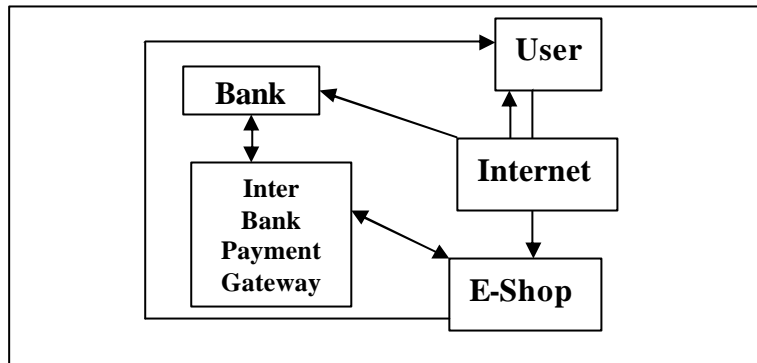 User
Bank
Internet
Inter
Bank
Payment
Gateway
E-Shop